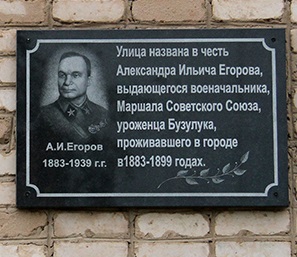 Улица названа в честь
Александра Ильича Егорова,
выдающегося военачальника,
Маршала Советского Союза,
уроженца Бузулука,
проживавшего в городе
в1883-1899 годах.
А.И.Егоров
1883-1939 г.г.